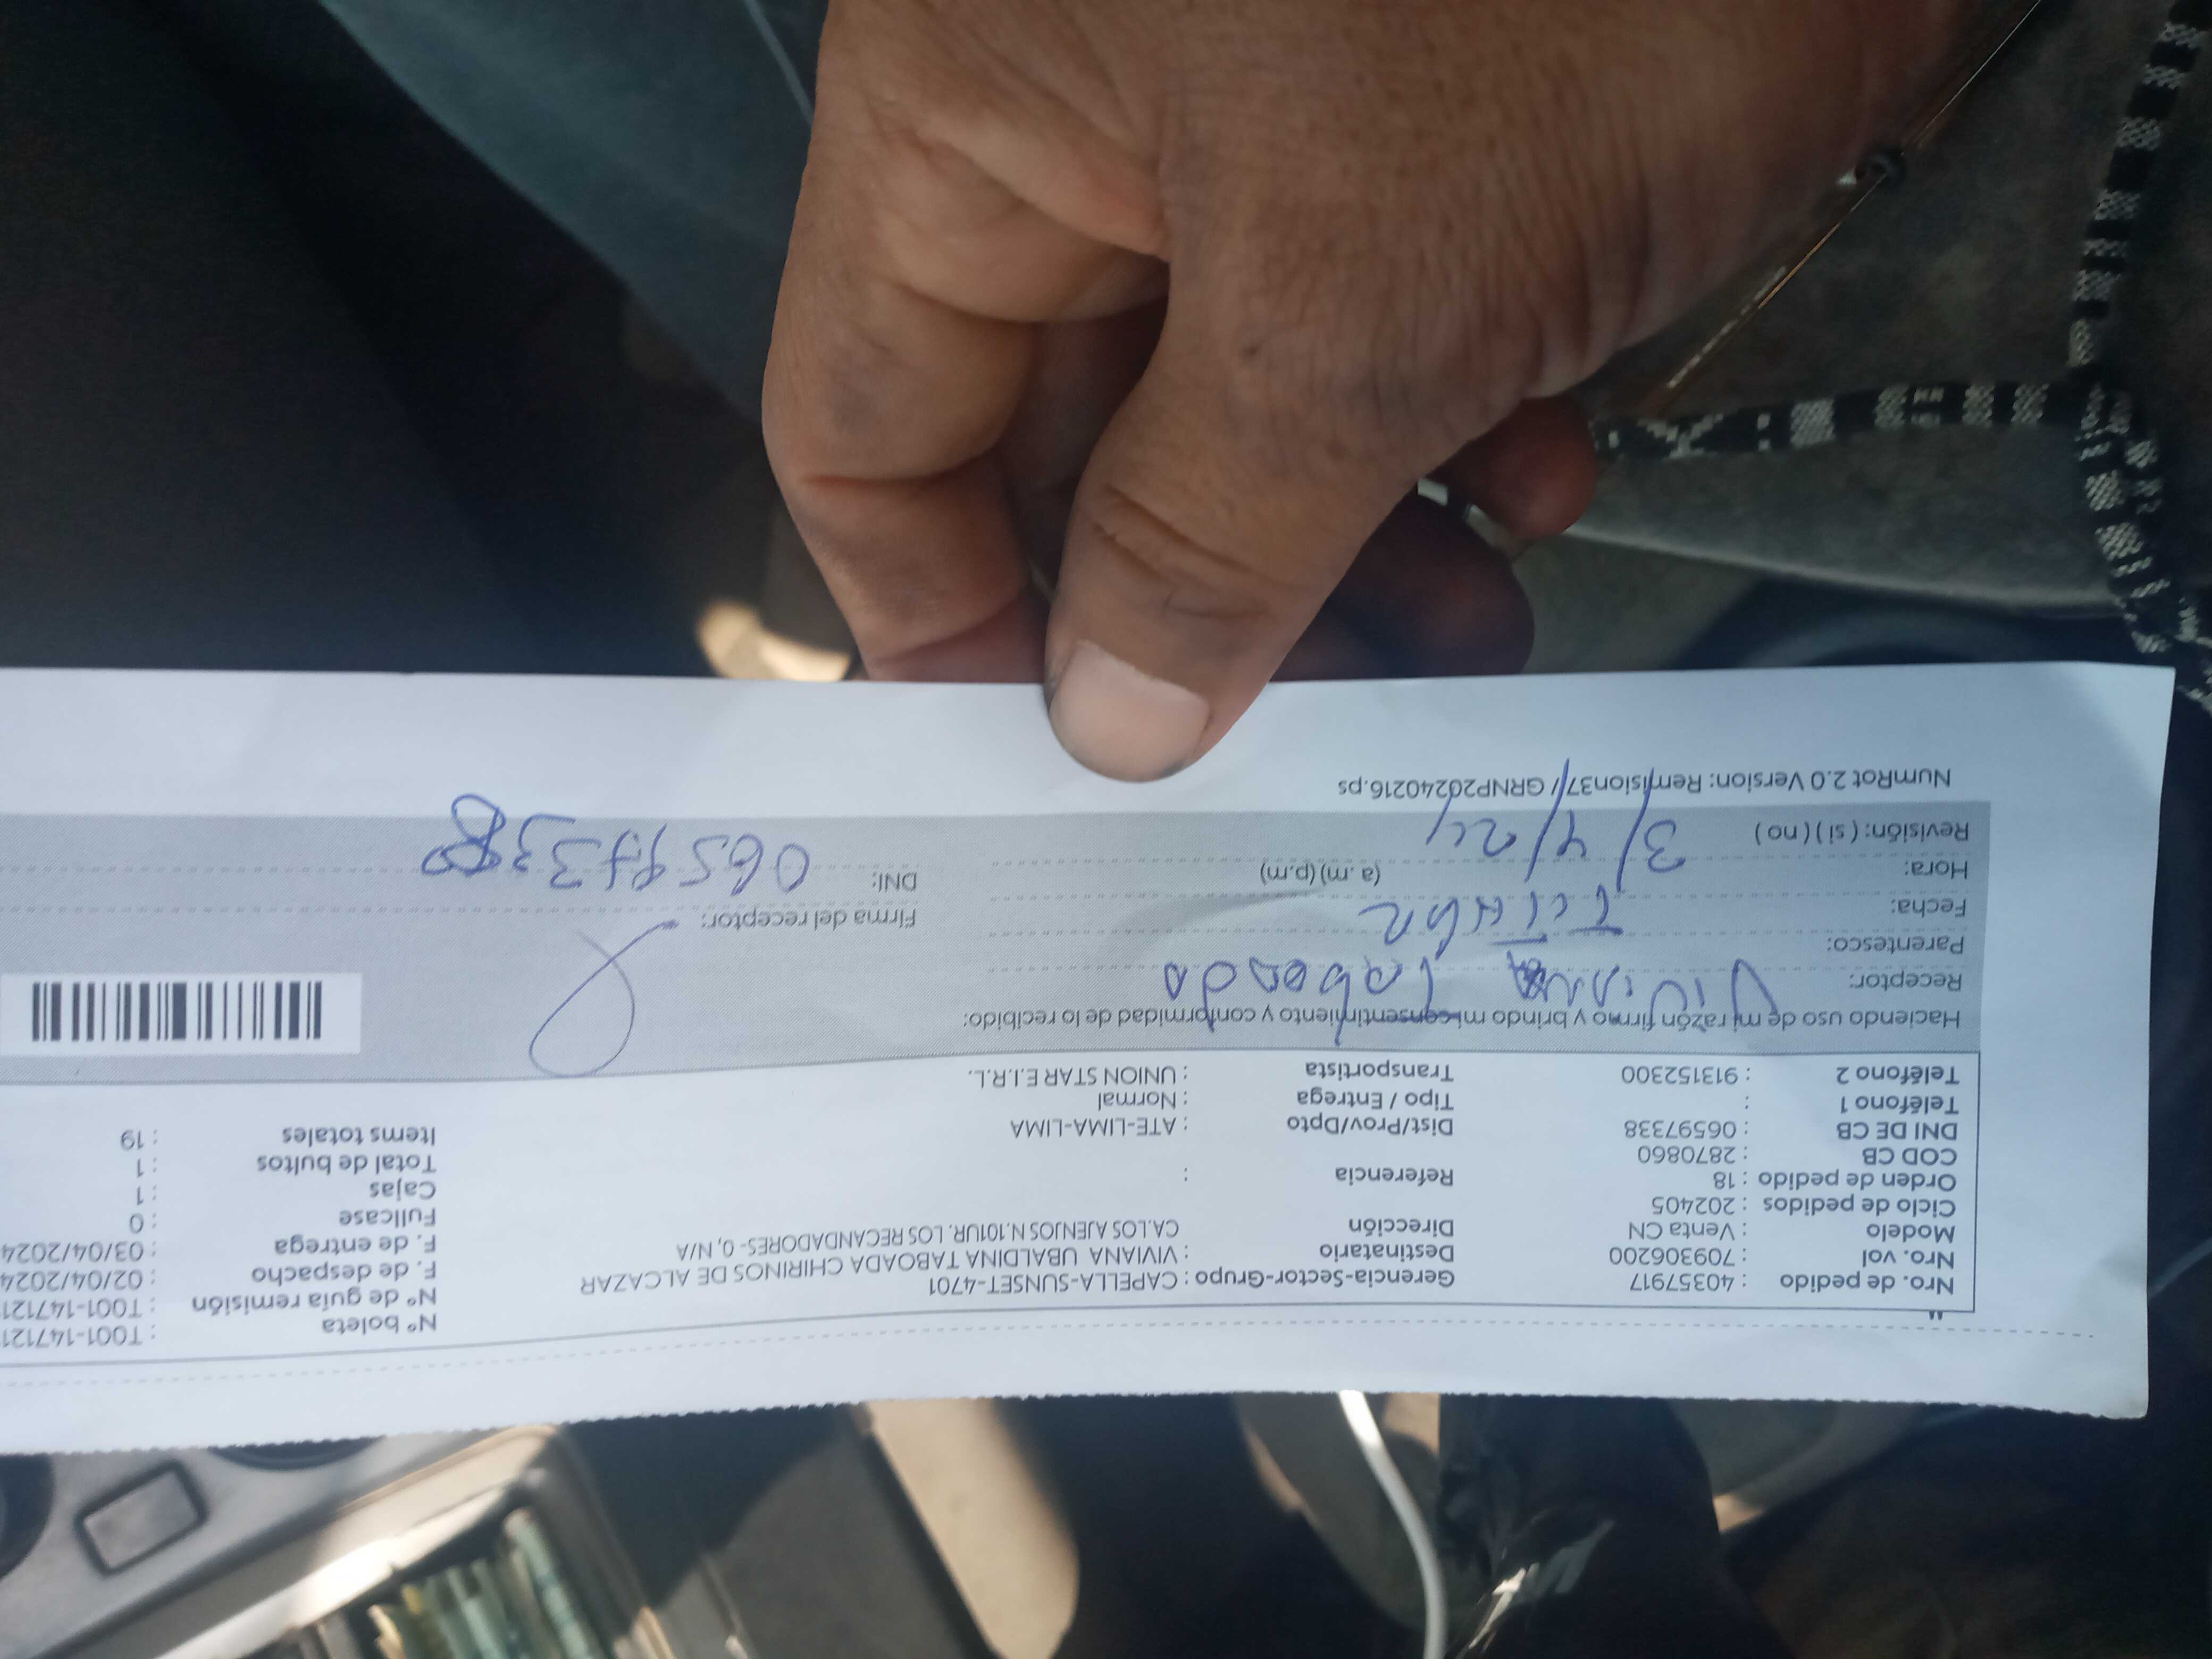 Nº boleta : T001-147121
Nº de guía remisión : T001-147121
F. de despacho : 02/04/2024
F. de entrega : 03/04/2024
Fullcase : 0
Cajas : 1
Total de bultos : 1
Items totales : 19
Nro. de pedido : 40357917
Nro. vol : 709306200
Modelo : Venta CN
Ciclo de pedidos : 202405
Orden de pedido : 18
COD CB : 2870860
DNI DE CB : 06597338
Teléfono 1 :
Teléfono 2 : 913152300
Gerencia-Sector-Grupo : CAPELLA-SUNSET-4701
Destinatario : VIVIANA UBALDINA TABOADA CHIRINOS DE ALCAZAR
Dirección CA.LOS AJENJOS N.101UR. LOS RECANDADORES- 0, N/A
Referencia :
Dist/Prov/Dpto : ATE-LIMA-LIMA
Tipo / Entrega : Normal
Transportista : UNION STAR E.I.R.L.
Haciendo uso de mi razón firmo y brindo mi consentimiento y conformidad de lo recibido:
Receptor: Taboada
Parentesco:
Fecha:
Hora: (a.m)(p.m)
Revisión: ( si ) ( no ) 3/4/24
Firma del receptor:
DNI:
NumRot 2.0 Version: Remision37 / GRNP20240216.ps